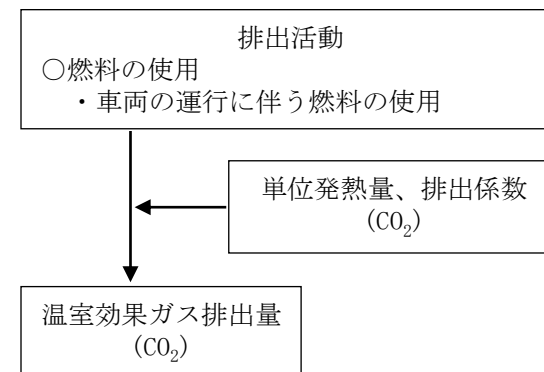 排出活動
○燃料の使用
・車両の運行に伴う燃料の使用
単位発熱量、排出係数
(CO₂)
温室効果ガス排出量
(CO₂)